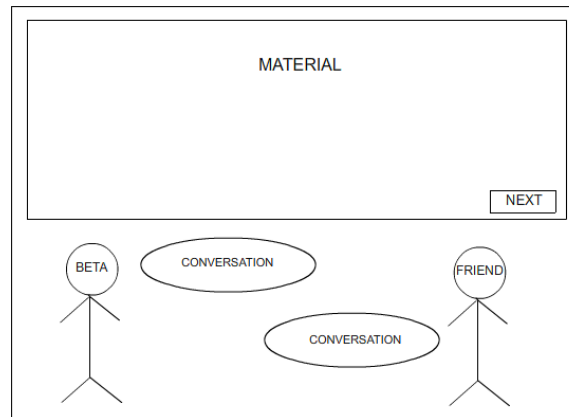 MATERIAL
NEXT
BETA
CONVERSATION
FRIEND
CONVERSATION